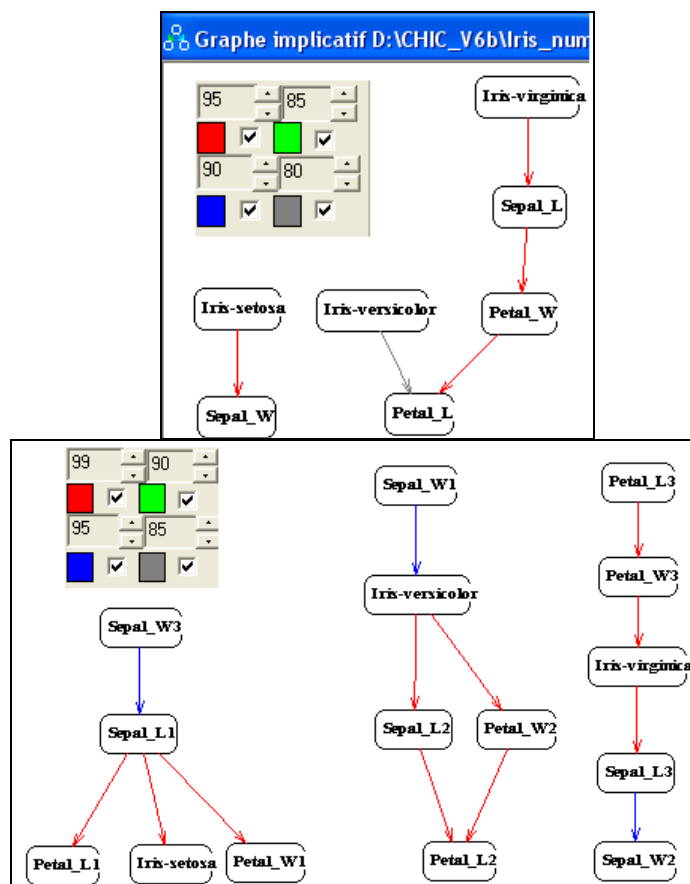 Graphe implicatif D:\CHIC_V6b\Iris_num
95 85
90 80
Iris-virginica
Sepal_L
Iris-setosa Iris-versicolor Petal_W
Sepal_W Petal_L
99 90
95 85
Sepal_W1 Petal_L3
Iris-versicolor Petal_W3
Sepal_W3
Iris-virginica
Sepal_L1 Sepal_L2 Petal_W2
Sepal_L3
Petal_L1 Iris-setosa Petal_W1 Petal_L2 Sepal_W2